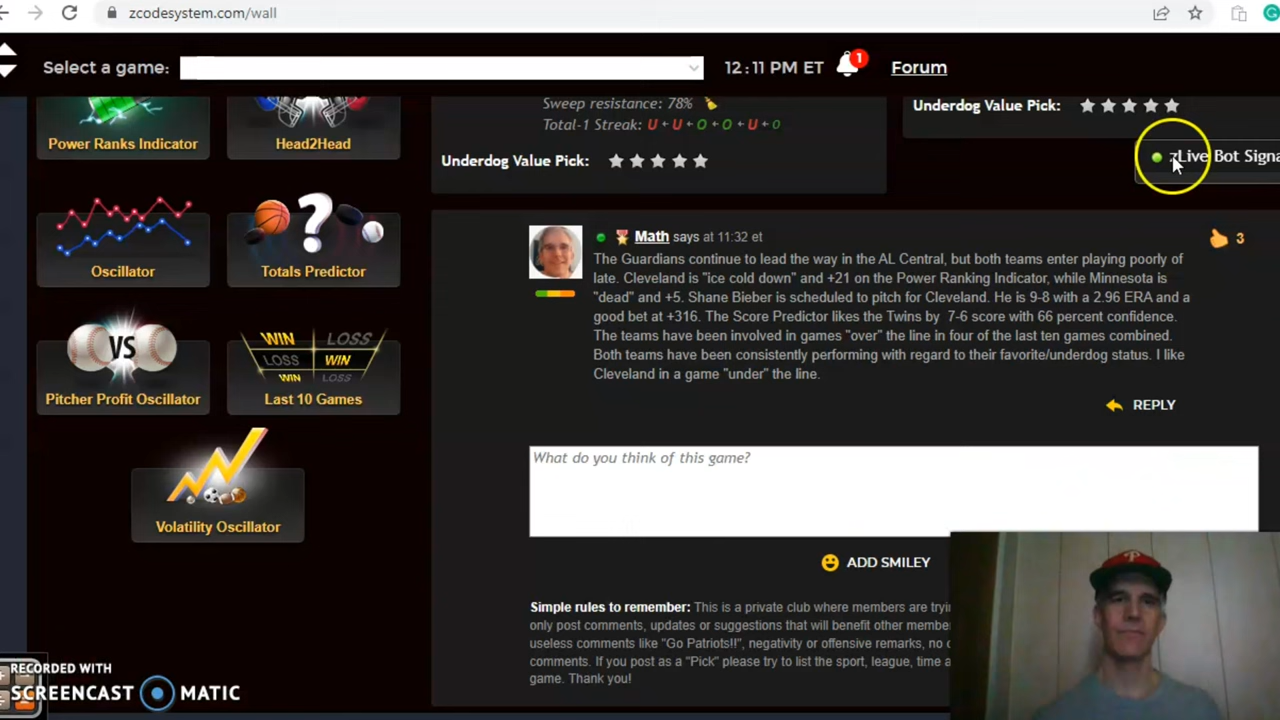 zcodesystem.com/wall
Select a game:
12:11 PM ET
1
Forum
Power Ranks Indicator
Head2Head
Oscillator
Totals Predictor
VS
Pitcher Profit Oscillator
WIN LOSS
LOSS WIN
WIN LOSS
Last 10 Games
Volatility Oscillator
Sweep resistance: 78%
Total-1 Streak: U U O O U O
Underdog Value Pick:
Underdog Value Pick:
zLive Bot Signa
Math says at 11:32 et
3
The Guardians continue to lead the way in the AL Central, but both teams enter playing poorly of
late. Cleveland is "ice cold down" and +21 on the Power Ranking Indicator, while Minnesota is
"dead" and +5. Shane Bieber is scheduled to pitch for Cleveland. He is 9-8 with a 2.96 ERA and a
good bet at +316. The Score Predictor likes the Twins by 7-6 score with 66 percent confidence.
The teams have been involved in games "over" the line in four of the last ten games combined.
Both teams have been consistently performing with regard to their favorite/underdog status. I like
Cleveland in a game "under" the line.
REPLY
What do you think of this game?
ADD SMILEY
Simple rules to remember: This is a private club where members are tryin
only post comments, updates or suggestions that will benefit other membe
useless comments like "Go Patriots!!", negativity or offensive remarks, no
comments. If you post as a "Pick" please try to list the sport, league, time a
game. Thank you!
RECORDED WITH
SCREENCAST MATIC